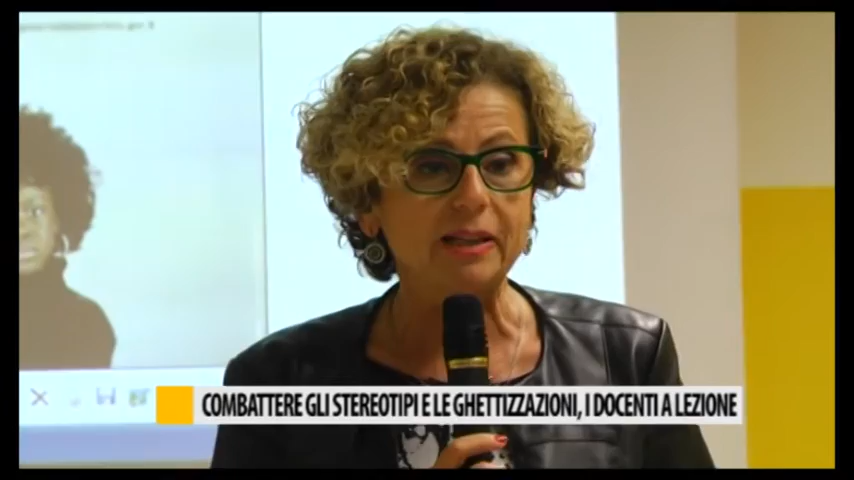 COMBATTERE GLI STEREOTIPI E LE GHETTIZZAZIONI, I DOCENTI A LEZIONE